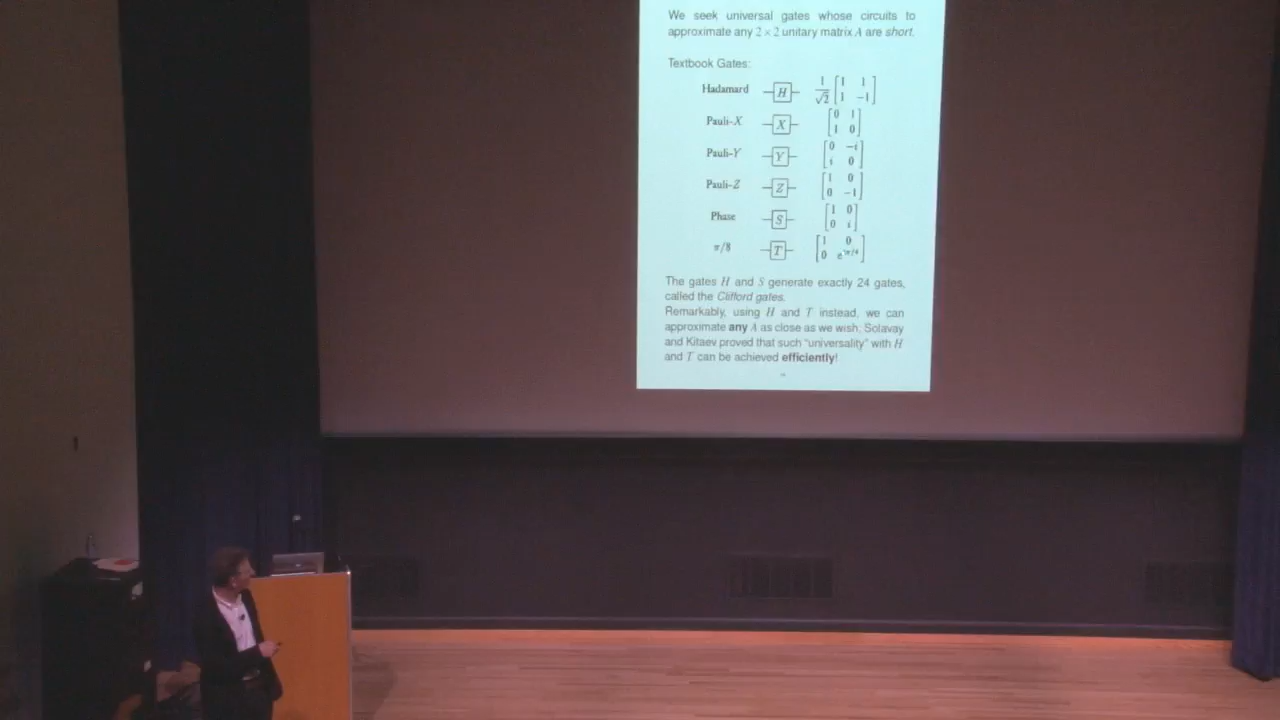 We seek universal gates whose circuits to
approximate any 2 × 2 unitary matrix A are short.
Textbook Gates:
Hadamard H 1/√2 [1 1; 1 −1]
Pauli-X X [0 1; 1 0]
Pauli-Y Y [0 −i; i 0]
Pauli-Z Z [1 0; 0 −1]
Phase S [1 0; 0 i]
π/8 T [1 0; 0 e^iπ/4]
The gates H and S generate exactly 24 gates,
called the Clifford gates.
Remarkably, using H and T instead, we can
approximate any A as close as we wish. Solavay
and Kitaev proved that such “universality” with H
and T can be achieved efficiently!